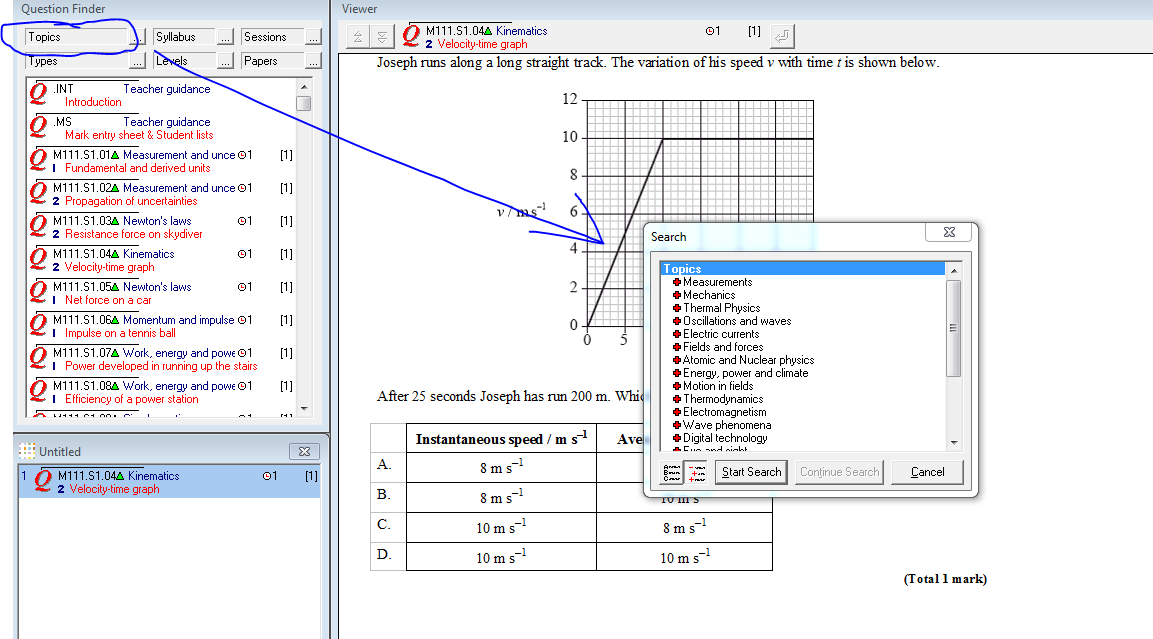 Question Finder
Topics ... Syllabus ... Sessions ...
Types ... Levels ... Papers ...
Q .INT Teacher guidance
Introduction
Q .MS Teacher guidance
Mark entry sheet & Student lists
Q M111.S1.01 Measurement and unce 1 [1]
1 Fundamental and derived units
Q M111.S1.02 Measurement and unce 1 [1]
2 Propagation of uncertainties
Q M111.S1.03 Newton's laws 1 [1]
2 Resistance force on skydiver
Q M111.S1.04 Kinematics 1 [1]
2 Velocity-time graph
Q M111.S1.05 Newton's laws 1 [1]
1 Net force on a car
Q M111.S1.06 Momentum and impulse 1 [1]
1 Impulse on a tennis ball
Q M111.S1.07 Work, energy and powe 1 [1]
1 Power developed in running up the stairs
Q M111.S1.08 Work, energy and powe 1 [1]
1 Efficiency of a power station
Untitled
1 Q M111.S1.04 Kinematics 1 [1]
2 Velocity-time graph
Viewer
Q M111.S1.04 Kinematics 1 [1]
2 Velocity-time graph
Joseph runs along a long straight track. The variation of his speed v with time t is shown below.
12
10
8
v / m s⁻¹ 6
4
2
0
0 5
After 25 seconds Joseph has run 200 m.
Instantaneous speed / m s⁻¹
A. 8 m s⁻¹
B. 8 m s⁻¹ 10 m s
C. 10 m s⁻¹ 8 m s⁻¹
D. 10 m s⁻¹ 10 m s⁻¹
(Total 1 mark)
Search
Topics
Measurements
Mechanics
Thermal Physics
Oscillations and waves
Electric currents
Fields and forces
Atomic and Nuclear physics
Energy, power and climate
Motion in fields
Thermodynamics
Electromagnetism
Wave phenomena
Digital technology
Start Search Continue Search Cancel